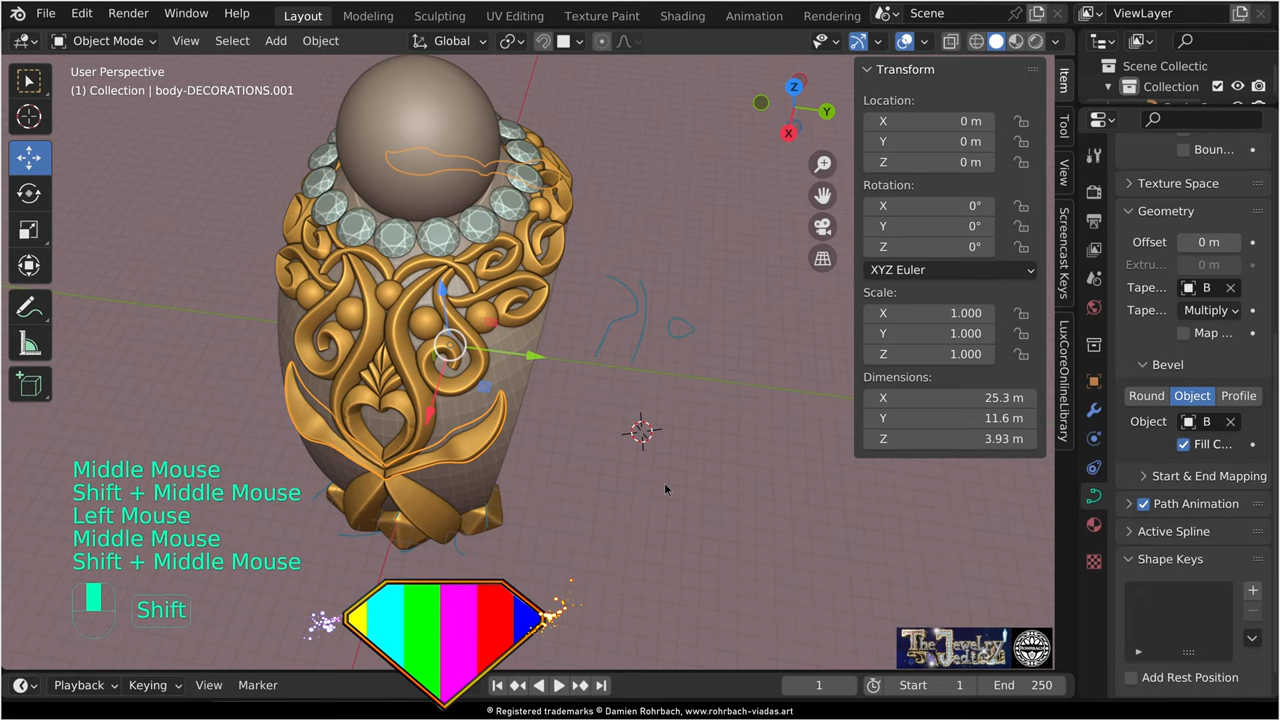 File Edit Render Window Help Layout Modeling Sculpting UV Editing Texture Paint Shading Animation Rendering Scene ViewLayer
Object Mode View Select Add Object Global
User Perspective
(1) Collection | body-DECORATIONS.001
Z
Y
X
Middle Mouse
Shift + Middle Mouse
Left Mouse
Middle Mouse
Shift + Middle Mouse
Shift
Transform
Location:
X 0 m
Y 0 m
Z 0 m
Rotation:
X 0°
Y 0°
Z 0°
XYZ Euler
Scale:
X 1.000
Y 1.000
Z 1.000
Dimensions:
X 25.3 m
Y 11.6 m
Z 3.93 m
Item
Tool
View
Screencast Keys
LuxCoreOnlineLibrary
Scene Collectic
Collection
Boun...
Texture Space
Geometry
Offset 0 m
Extru... 0 m
Tape... B
Tape... Multiply
Map ...
Bevel
Round Object Profile
Object B
Fill C...
Start & End Mapping
Path Animation
Active Spline
Shape Keys
Add Rest Position
The Jewelry
ROHRBACH
Playback Keying View Marker 1 Start 1 End 250
® Registered trademarks © Damien Rohrbach, www.rohrbach-viadas.art